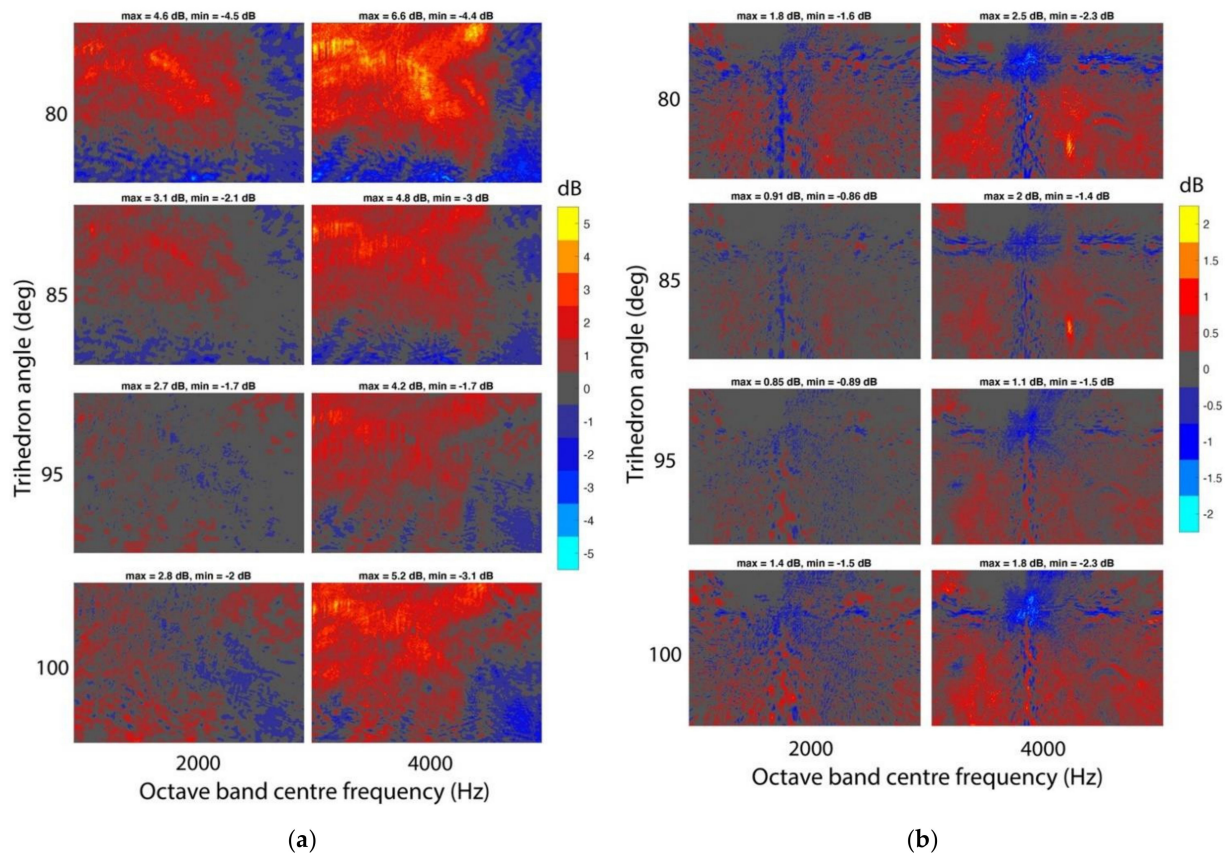 max = 4.6 dB, min = -4.5 dB
max = 6.6 dB, min = -4.4 dB
80
max = 3.1 dB, min = -2.1 dB
max = 4.8 dB, min = -3 dB
85
max = 2.7 dB, min = -1.7 dB
max = 4.2 dB, min = -1.7 dB
95
max = 2.8 dB, min = -2 dB
max = 5.2 dB, min = -3.1 dB
100
Trihedron angle (deg)
2000
4000
Octave band centre frequency (Hz)
dB
5
4
3
2
1
0
-1
-2
-3
-4
-5
(a)
max = 1.8 dB, min = -1.6 dB
max = 2.5 dB, min = -2.3 dB
80
max = 0.91 dB, min = -0.86 dB
max = 2 dB, min = -1.4 dB
85
max = 0.85 dB, min = -0.89 dB
max = 1.1 dB, min = -1.5 dB
95
max = 1.4 dB, min = -1.5 dB
max = 1.8 dB, min = -2.3 dB
100
Trihedron angle (deg)
2000
4000
Octave band centre frequency (Hz)
dB
2
1.5
1
0.5
0
-0.5
-1
-1.5
-2
(b)